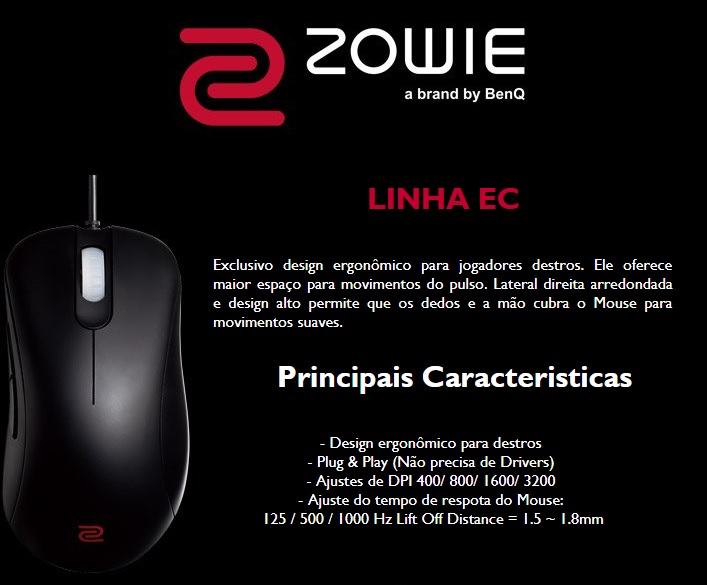 ZOWIE
a brand by BenQ
LINHA EC
Exclusivo design ergonômico para jogadores destros. Ele oferece
maior espaço para movimentos do pulso. Lateral direita arredondada
e design alto permite que os dedos e a mão cubra o Mouse para
movimentos suaves.
Principais Caracteristicas
- Design ergonômico para destros
- Plug & Play (Não precisa de Drivers)
- Ajustes de DPI 400/ 800/ 1600/ 3200
- Ajuste do tempo de respota do Mouse:
125 / 500 / 1000 Hz Lift Off Distance = 1.5 ~ 1.8mm